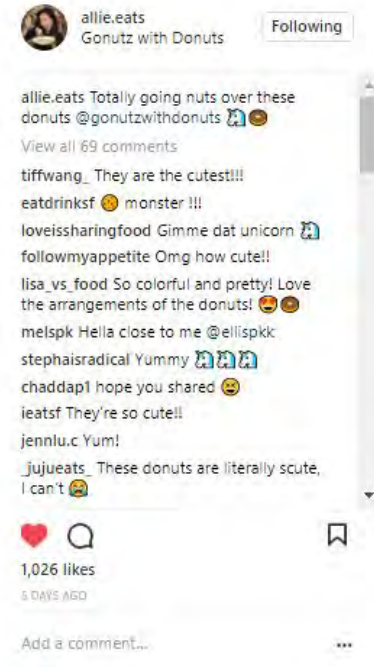 allie.eats
Gonutz with Donuts
Following
allie.eats Totally going nuts over these
donuts @gonutzwithdonuts 🦄🍩
View all 69 comments
tiffwang_ They are the cutest!!!
eatdrinksf 🍪 monster !!!
loveissharingfood Gimme dat unicorn 🦄
followmyappetite Omg how cute!!
lisa_vs_food So colorful and pretty! Love
the arrangements of the donuts! 😍🍩
melspk Hella close to me @ellispkk
stephaisradical Yummy 🦄🦄🦄
chaddap1 hope you shared 😆
ieatsf They're so cute!!
jennlu.c Yum!
_jujueats_ These donuts are literally scute,
I can't 😭
1,026 likes
5 DAYS AGO
Add a comment...